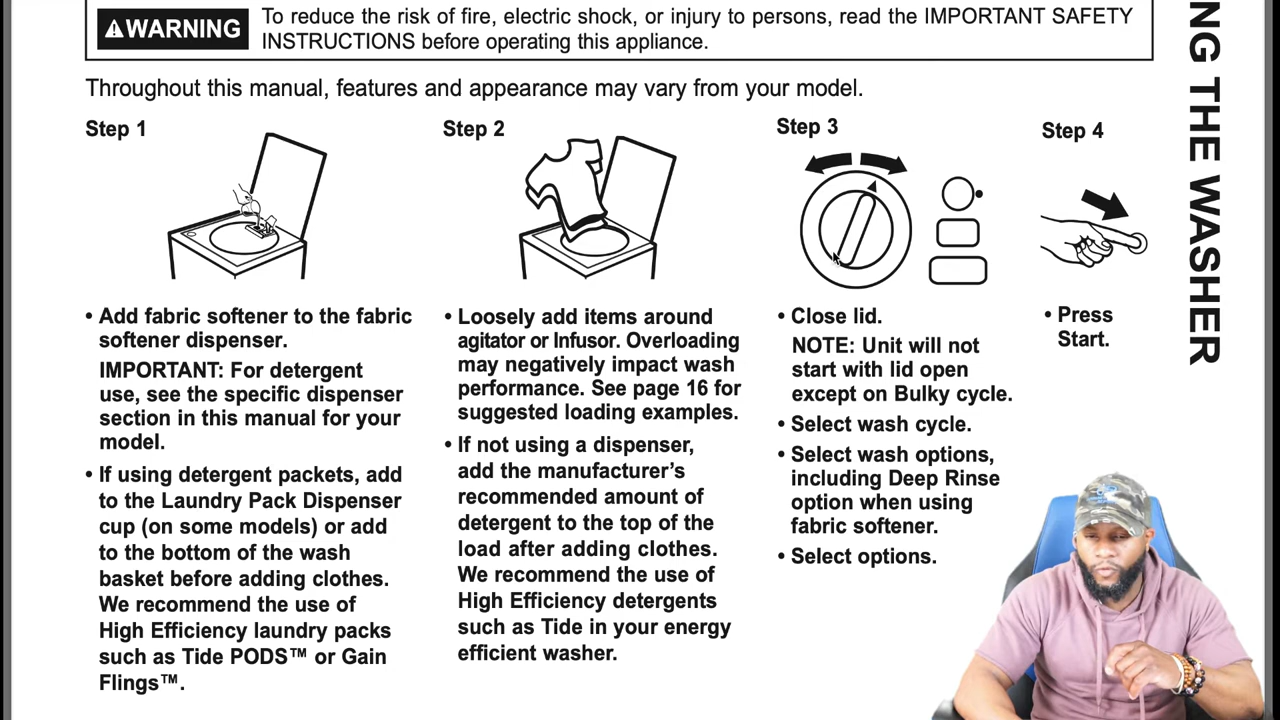 WARNING
To reduce the risk of fire, electric shock, or injury to persons, read the IMPORTANT SAFETY
INSTRUCTIONS before operating this appliance.
Throughout this manual, features and appearance may vary from your model.
Step 1
• Add fabric softener to the fabric
softener dispenser.
IMPORTANT: For detergent
use, see the specific dispenser
section in this manual for your
model.
• If using detergent packets, add
to the Laundry Pack Dispenser
cup (on some models) or add
to the bottom of the wash
basket before adding clothes.
We recommend the use of
High Efficiency laundry packs
such as Tide PODS™ or Gain
Flings™.
Step 2
• Loosely add items around
agitator or Infusor. Overloading
may negatively impact wash
performance. See page 16 for
suggested loading examples.
• If not using a dispenser,
add the manufacturer's
recommended amount of
detergent to the top of the
load after adding clothes.
We recommend the use of
High Efficiency detergents
such as Tide in your energy
efficient washer.
Step 3
• Close lid.
NOTE: Unit will not
start with lid open
except on Bulky cycle.
• Select wash cycle.
• Select wash options,
including Deep Rinse
option when using
fabric softener.
• Select options.
Step 4
• Press
Start.
NG THE WASHER